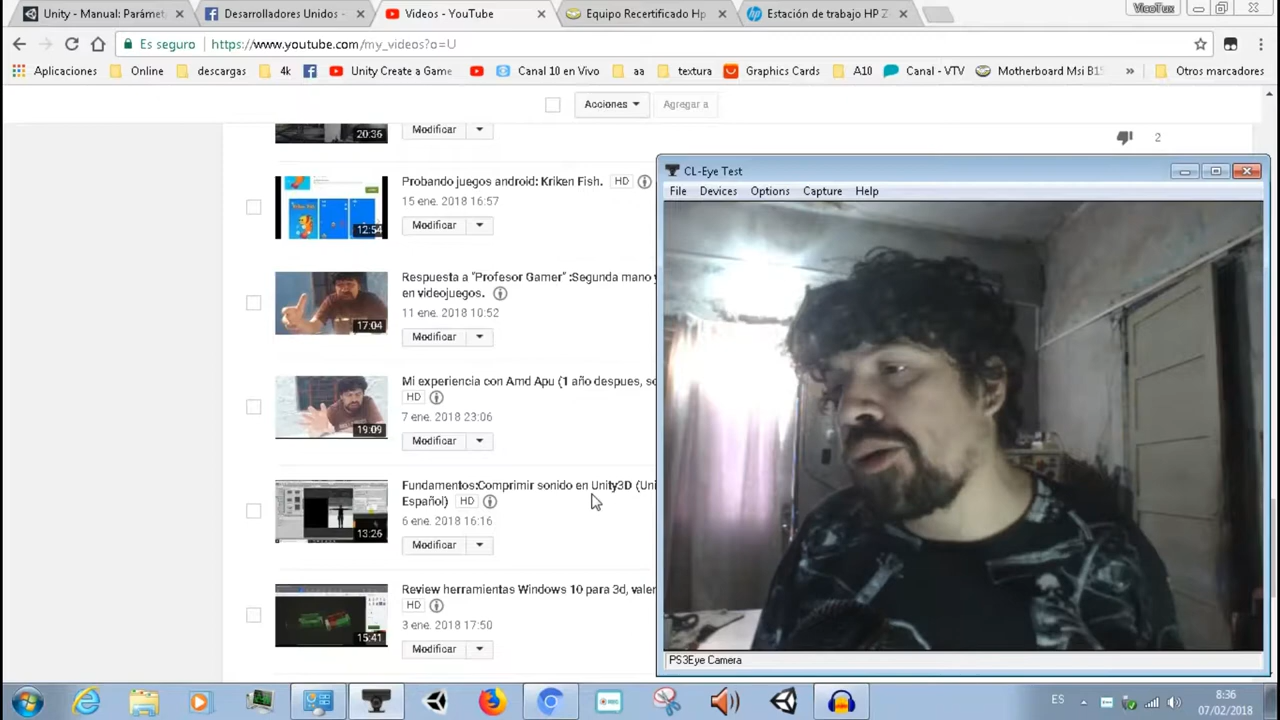 Unity - Manual: Parámet
Desarrolladores Unidos -
Videos - YouTube
Equipo Recertificado Hp
Estación de trabajo HP Z
VicoTux
Es seguro
https://www.youtube.com/my_videos?o=U
Aplicaciones
Online
descargas
4k
Unity Create a Game
Canal 10 en Vivo
aa
textura
Graphics Cards
A10
Canal - VTV
Motherboard Msi B15
»
Otros marcadores
Acciones
Agregar a
20:36
Modificar
2
Probando juegos android: Kriken Fish. HD
15 ene. 2018 16:57
12:54
Modificar
Respuesta a "Profesor Gamer" :Segunda mano y
en videojuegos.
11 ene. 2018 10:52
17:04
Modificar
Mi experiencia con Amd Apu (1 año despues, so
HD
7 ene. 2018 23:06
19:09
Modificar
Fundamentos:Comprimir sonido en Unity3D (Uni
Español) HD
6 ene. 2018 16:16
13:26
Modificar
Review herramientas Windows 10 para 3d, valen
HD
3 ene. 2018 17:50
15:41
Modificar
CL-Eye Test
File Devices Options Capture Help
PS3Eye Camera
ES
8:36
07/02/2018